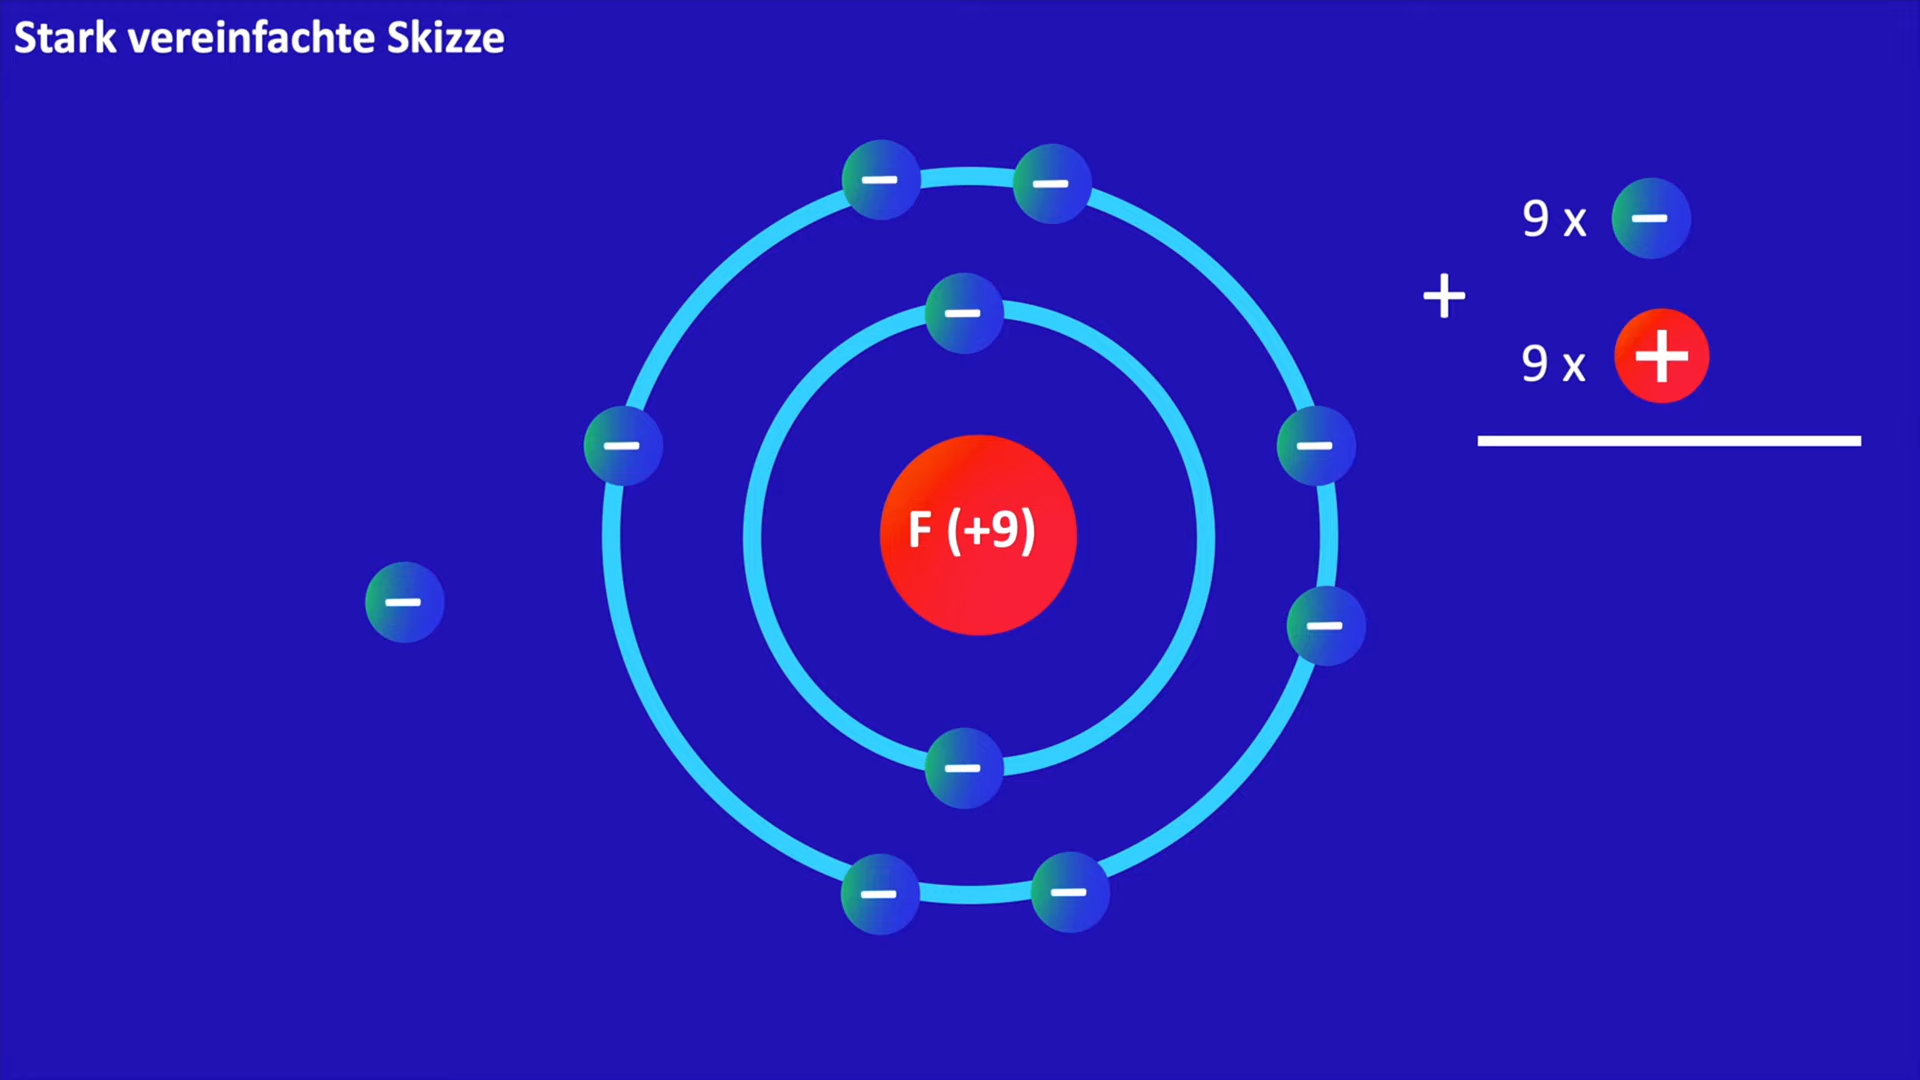 Stark vereinfachte Skizze
9 x −
+
9 x +
F (+9)
−
−
−
−
−
−
−
−
−
−